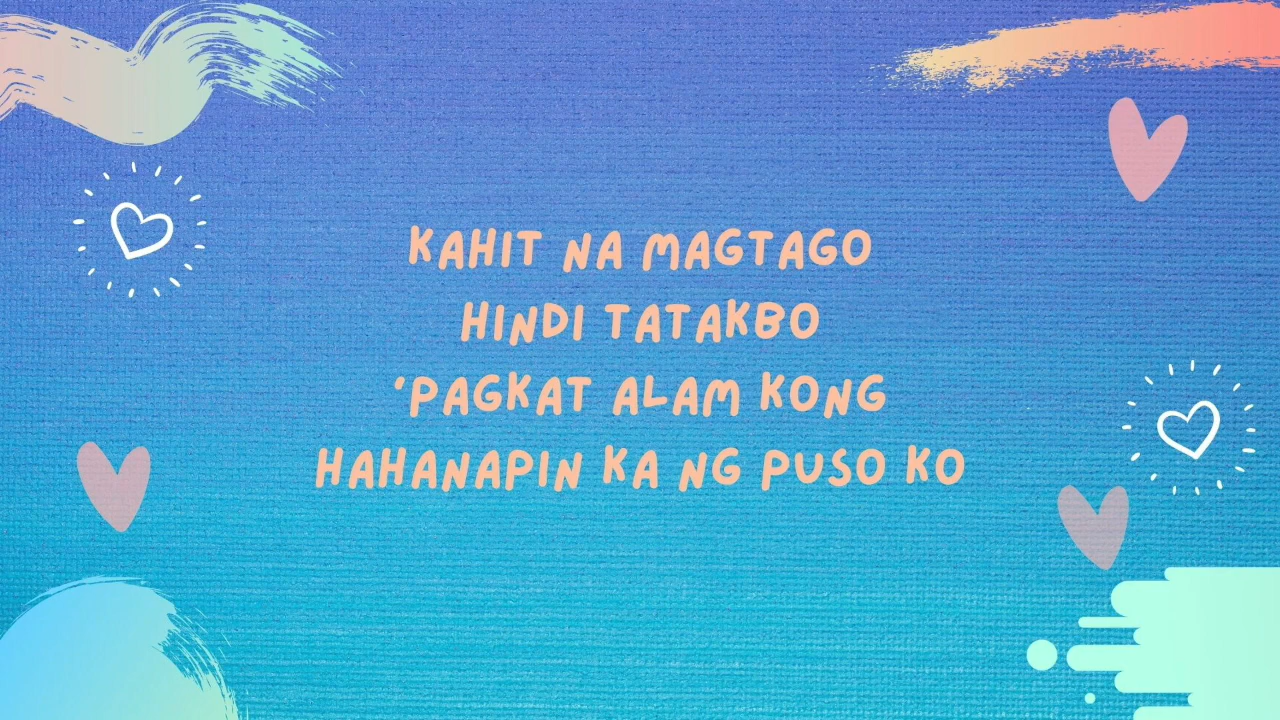 KAHIT NA MAGTAGO
HINDI TATAKBO
'PAGKAT ALAM KONG
HAHANAPIN KA NG PUSO KO